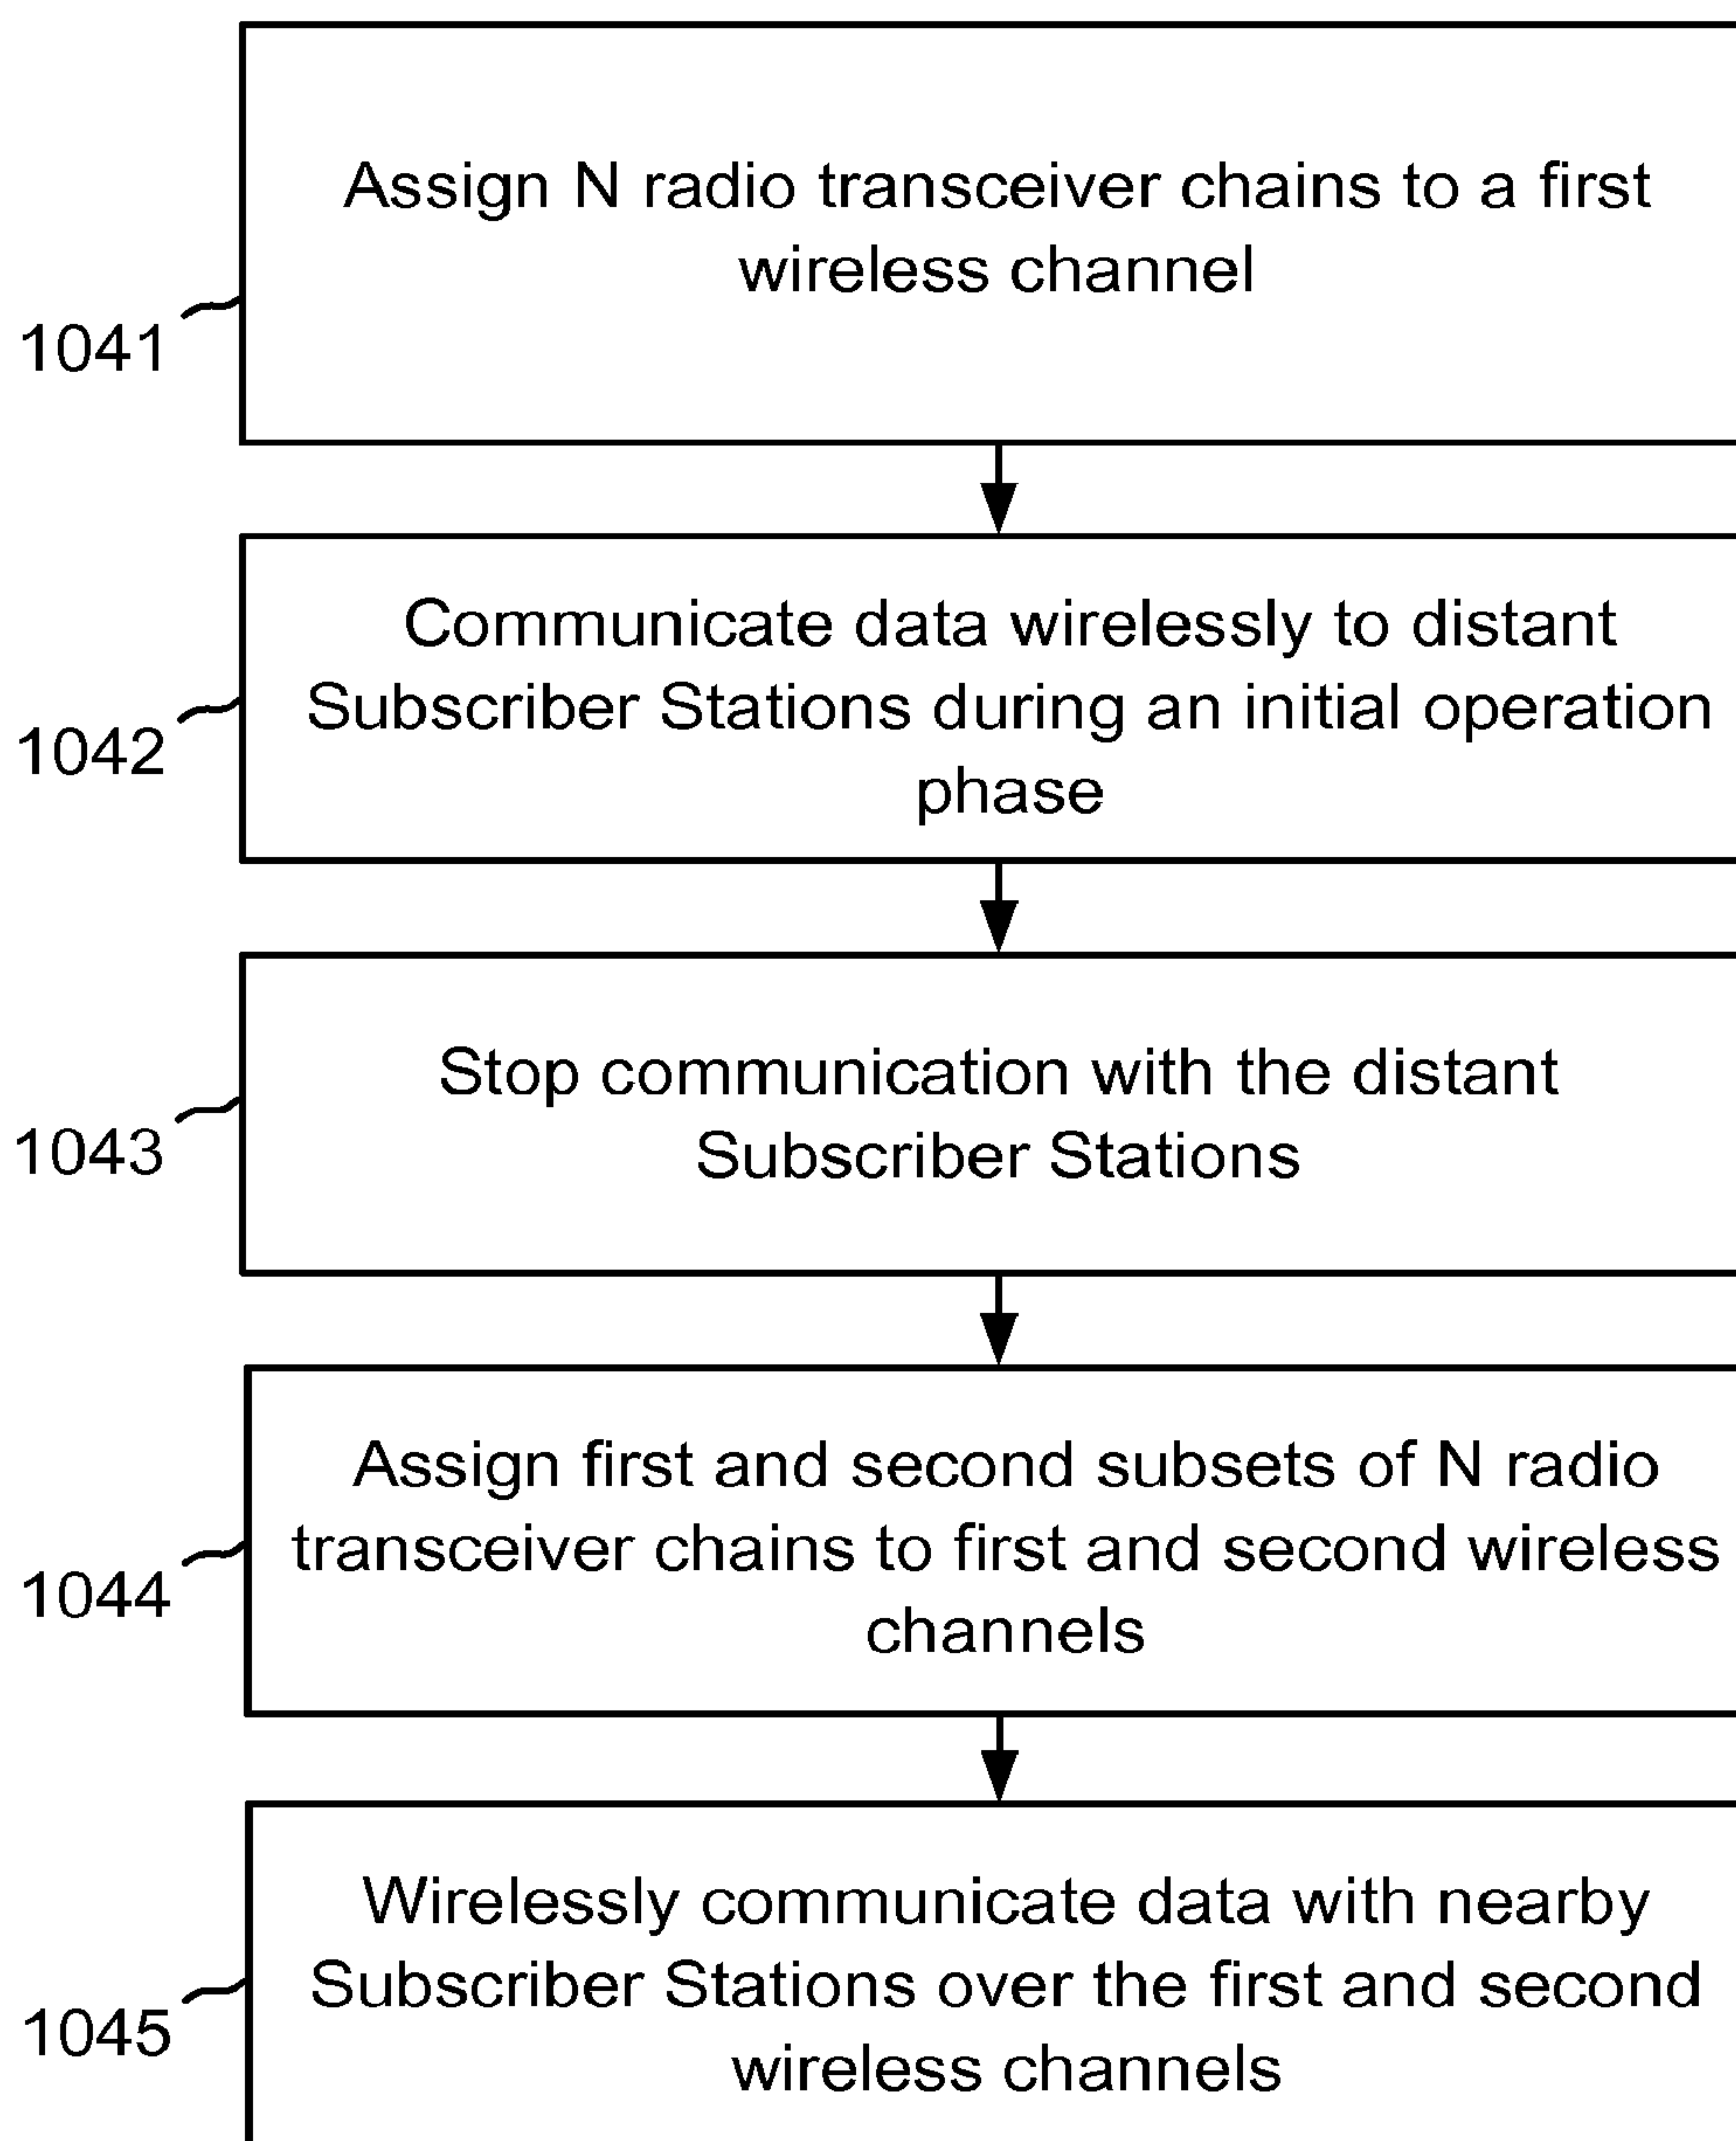 Assign N radio transceiver chains to a first
wireless channel
1041
Communicate data wirelessly to distant
Subscriber Stations during an initial operation
phase
1042
Stop communication with the distant
Subscriber Stations
1043
Assign first and second subsets of N radio
transceiver chains to first and second wireless
channels
1044
Wirelessly communicate data with nearby
Subscriber Stations over the first and second
wireless channels
1045